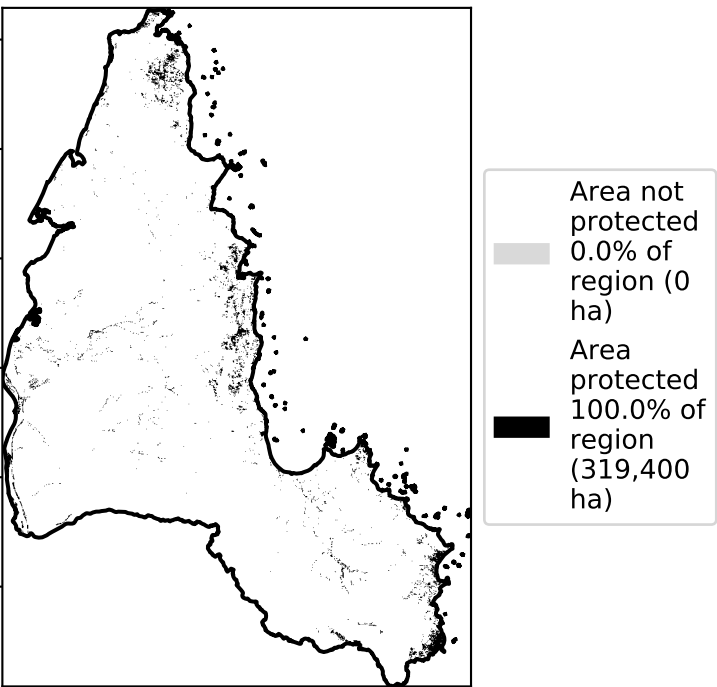 Area not
protected
0.0% of
region (0
ha)
Area
protected
100.0% of
region
(319,400
ha)